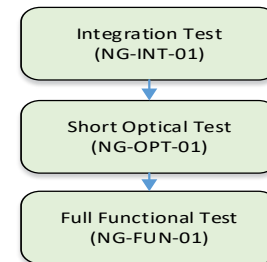 Integration Test
(NG-INT-01)
Short Optical Test
(NG-OPT-01)
Full Functional Test
(NG-FUN-01)